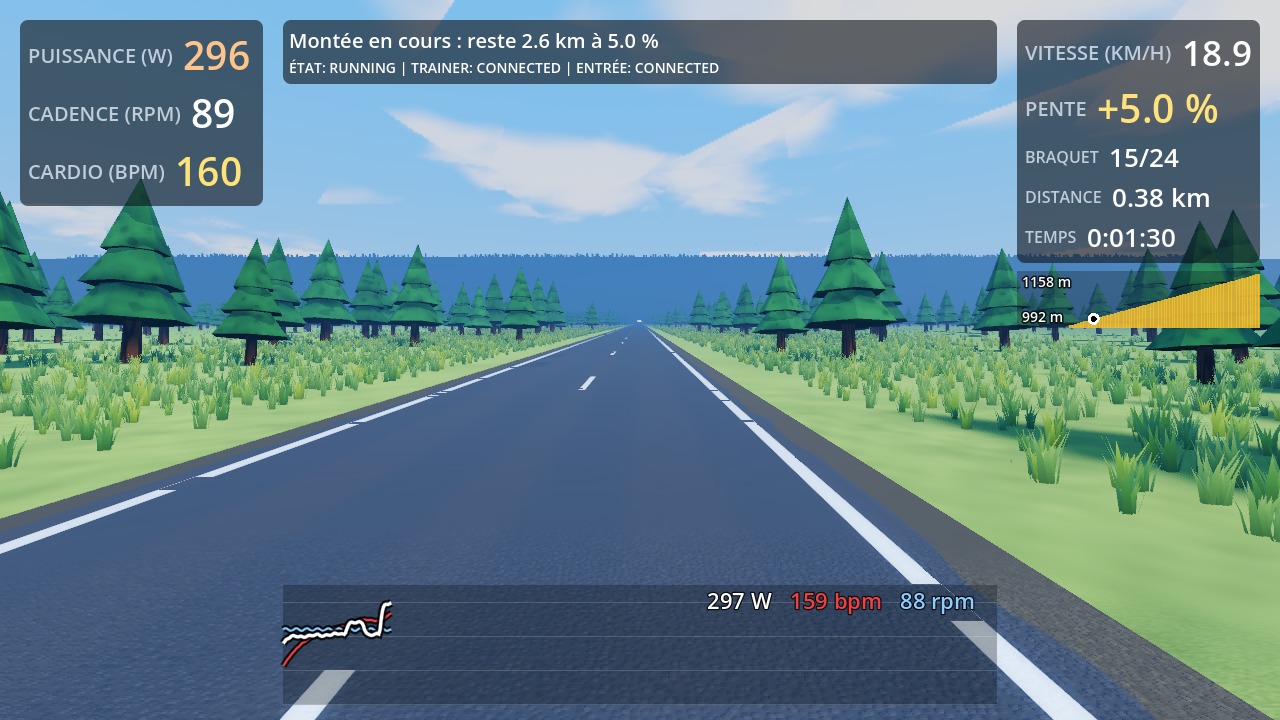 PUISSANCE (W) 296
CADENCE (RPM) 89
CARDIO (BPM) 160
Montée en cours : reste 2.6 km à 5.0 %
ÉTAT: RUNNING | TRAINER: CONNECTED | ENTRÉE: CONNECTED
VITESSE (KM/H) 18.9
PENTE +5.0 %
BRAQUET 15/24
DISTANCE 0.38 km
TEMPS 0:01:30
1158 m
992 m
297 W 159 bpm 88 rpm